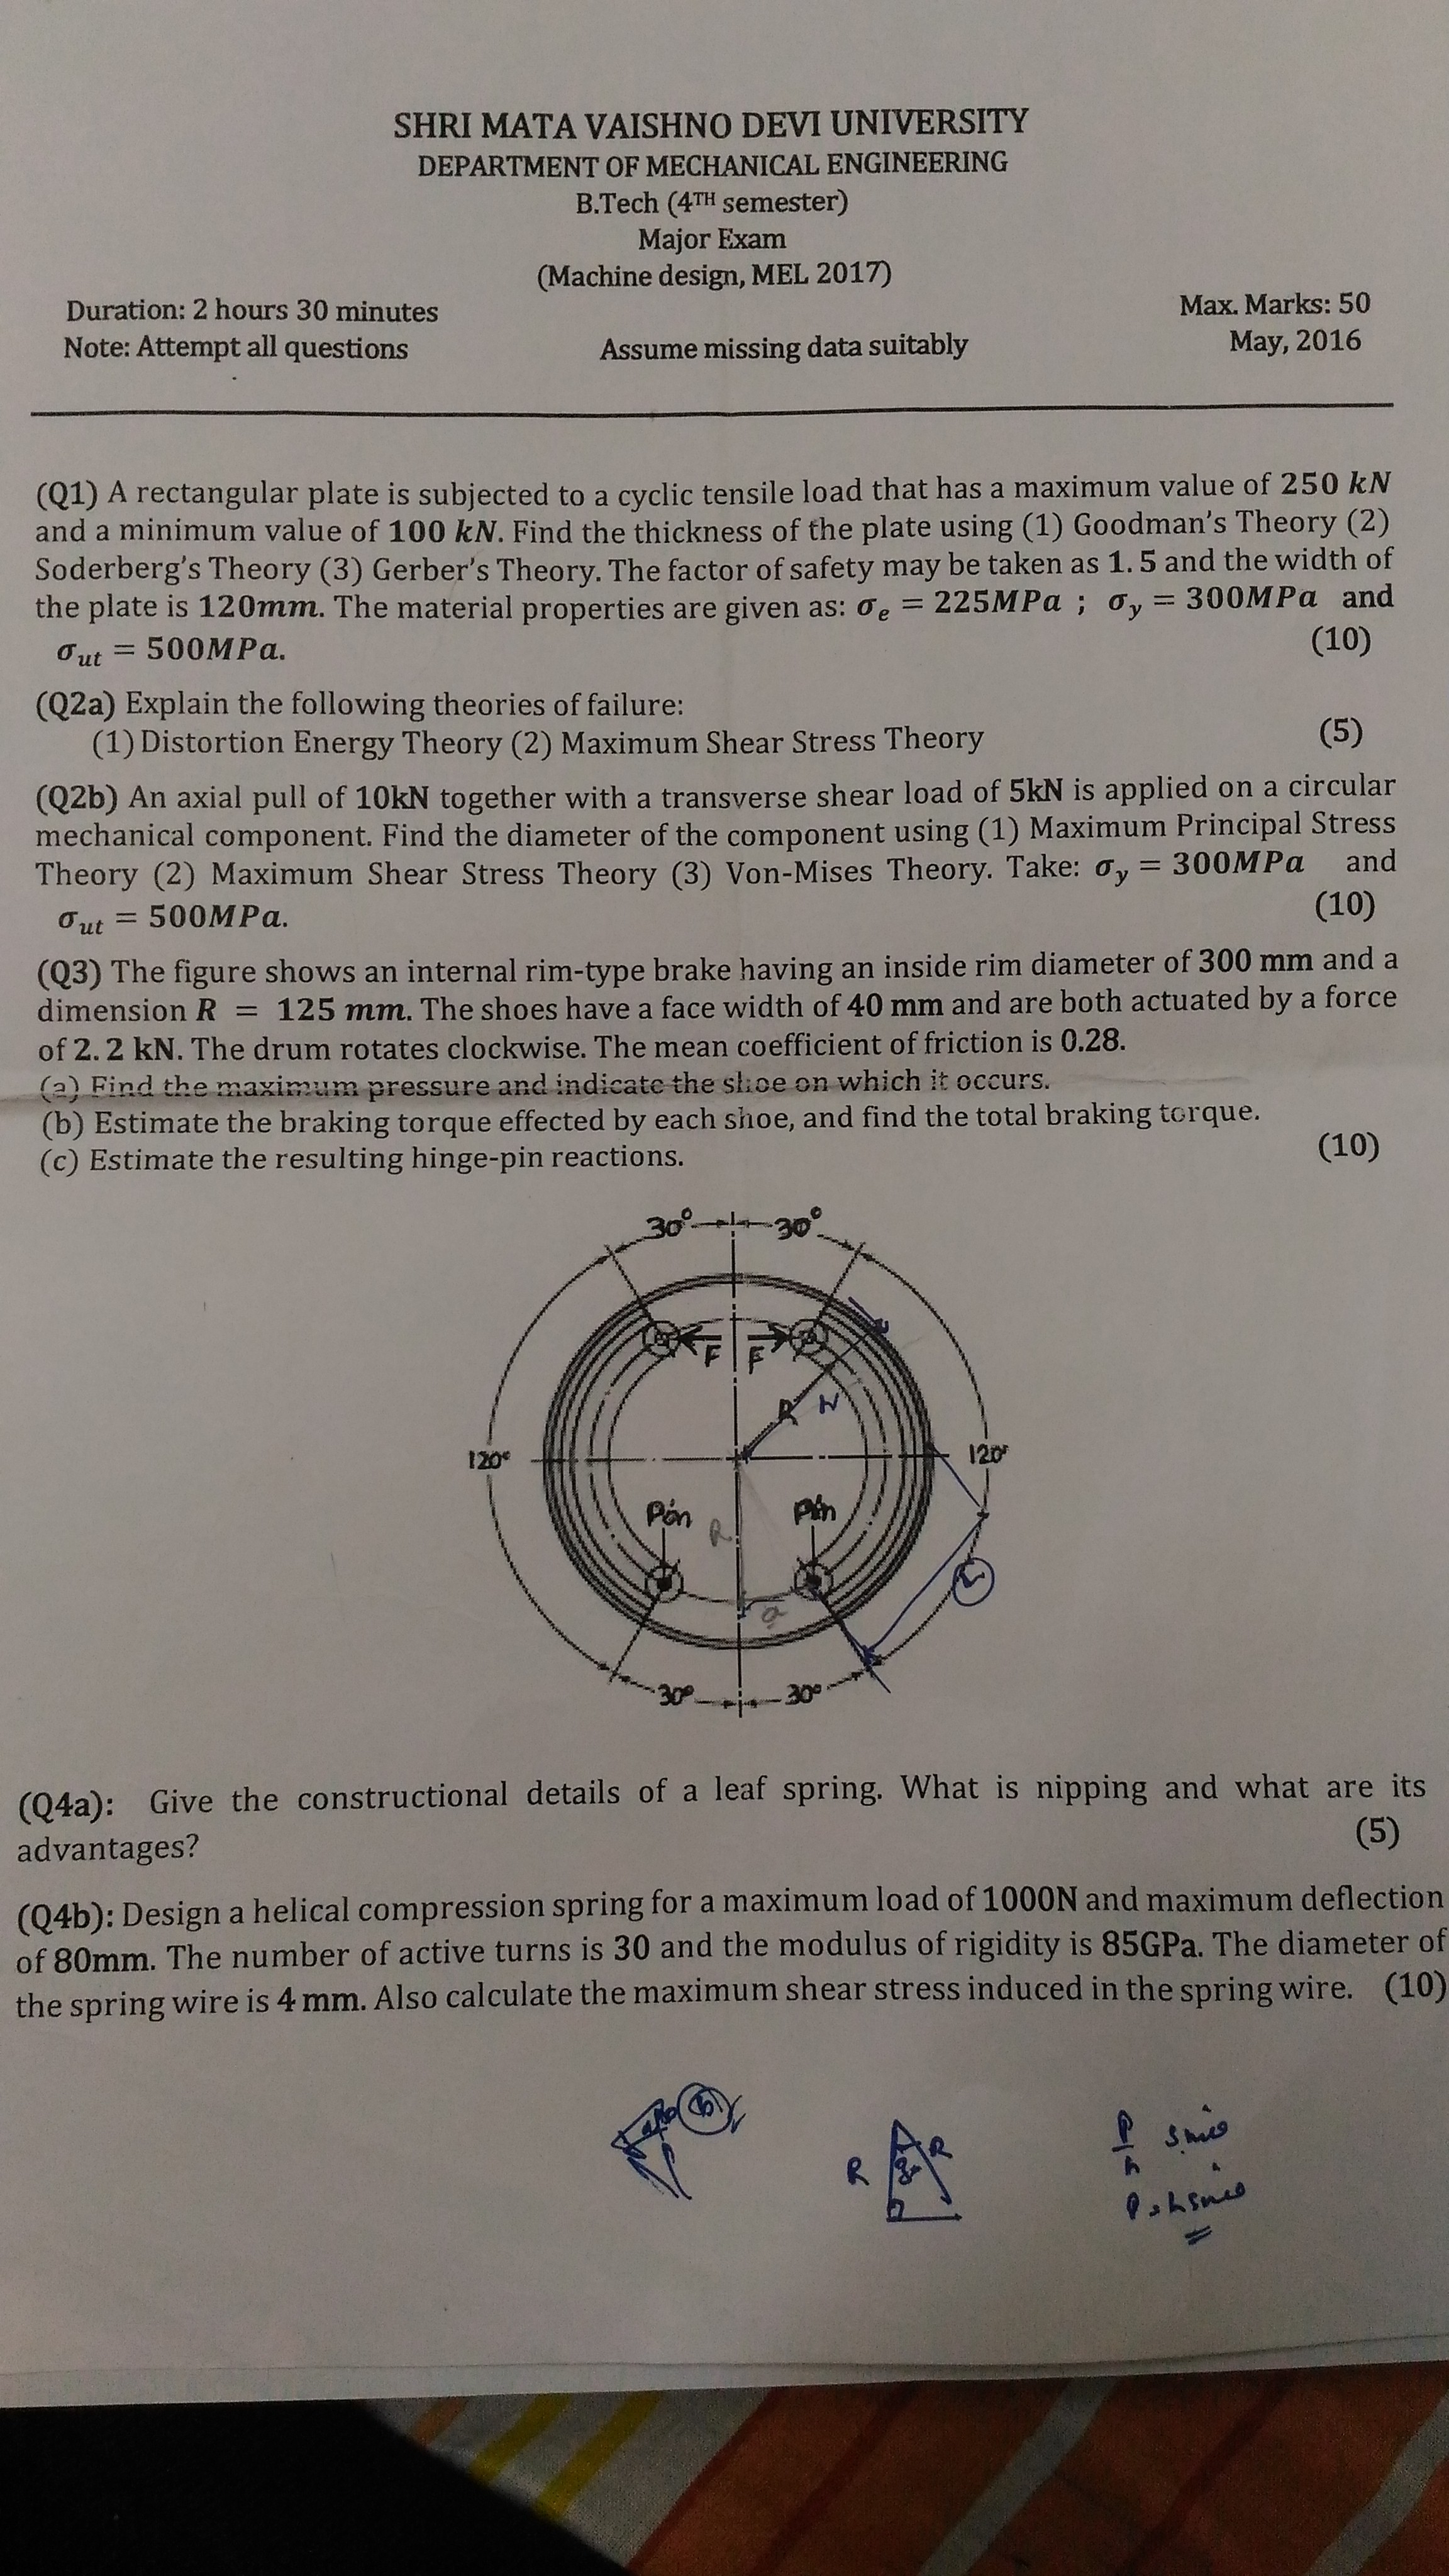 SHRI MATA VAISHNO DEVI UNIVERSITY
DEPARTMENT OF MECHANICAL ENGINEERING
B.Tech (4TH semester)
Major Exam
(Machine design, MEL 2017)
Duration: 2 hours 30 minutes Max. Marks: 50
Note: Attempt all questions Assume missing data suitably May, 2016
(Q1) A rectangular plate is subjected to a cyclic tensile load that has a maximum value of 250 kN
and a minimum value of 100 kN. Find the thickness of the plate using (1) Goodman's Theory (2)
Soderberg's Theory (3) Gerber's Theory. The factor of safety may be taken as 1.5 and the width of
the plate is 120mm. The material properties are given as: σe = 225MPa ; σy = 300MPa and
σut = 500MPa. (10)
(Q2a) Explain the following theories of failure:
(1) Distortion Energy Theory (2) Maximum Shear Stress Theory (5)
(Q2b) An axial pull of 10kN together with a transverse shear load of 5kN is applied on a circular
mechanical component. Find the diameter of the component using (1) Maximum Principal Stress
Theory (2) Maximum Shear Stress Theory (3) Von-Mises Theory. Take: σy = 300MPa and
σut = 500MPa. (10)
(Q3) The figure shows an internal rim-type brake having an inside rim diameter of 300 mm and a
dimension R = 125 mm. The shoes have a face width of 40 mm and are both actuated by a force
of 2.2 kN. The drum rotates clockwise. The mean coefficient of friction is 0.28.
(a) Find the maximum pressure and indicate the shoe on which it occurs.
(b) Estimate the braking torque effected by each shoe, and find the total braking torque.
(c) Estimate the resulting hinge-pin reactions. (10)
30° 30°
F F
R
120° 120°
Pin Pin
R
a
30° 30°
(Q4a): Give the constructional details of a leaf spring. What is nipping and what are its
advantages? (5)
(Q4b): Design a helical compression spring for a maximum load of 1000N and maximum deflection
of 80mm. The number of active turns is 30 and the modulus of rigidity is 85GPa. The diameter of
the spring wire is 4 mm. Also calculate the maximum shear stress induced in the spring wire. (10)
R R